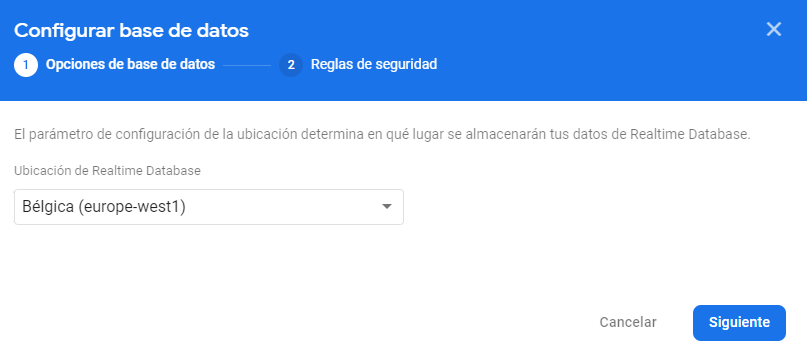 Configurar base de datos
1 Opciones de base de datos 2 Reglas de seguridad
El parámetro de configuración de la ubicación determina en qué lugar se almacenarán tus datos de Realtime Database.
Ubicación de Realtime Database
Bélgica (europe-west1)
Cancelar Siguiente